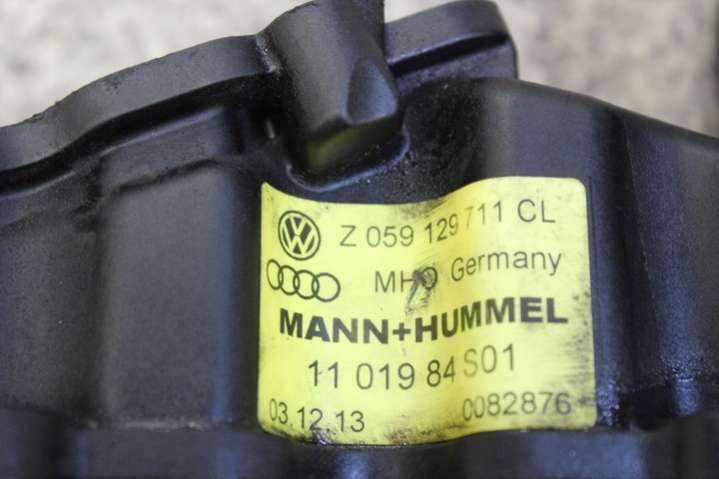 Z 059 129 711 CL
MHO Germany
MANN+HUMMEL
11 019 84 S01
03.12.13 0082876